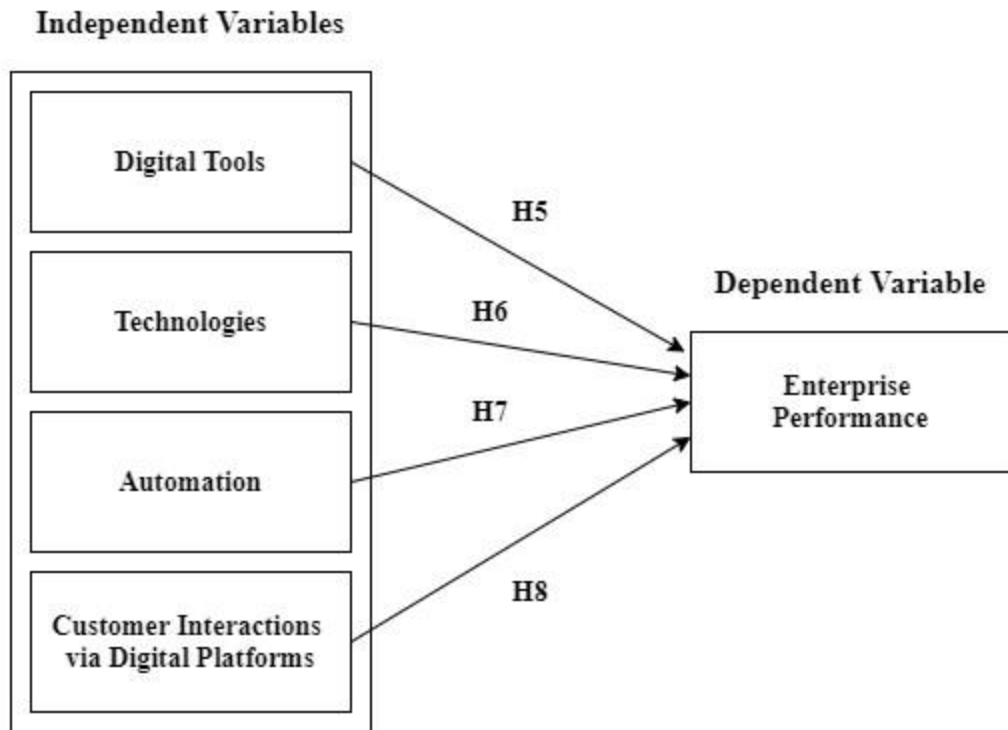 Independent Variables
Digital Tools
H5
Technologies
H6
Dependent Variable
Enterprise
Performance
Automation
H7
Customer Interactions
via Digital Platforms
H8